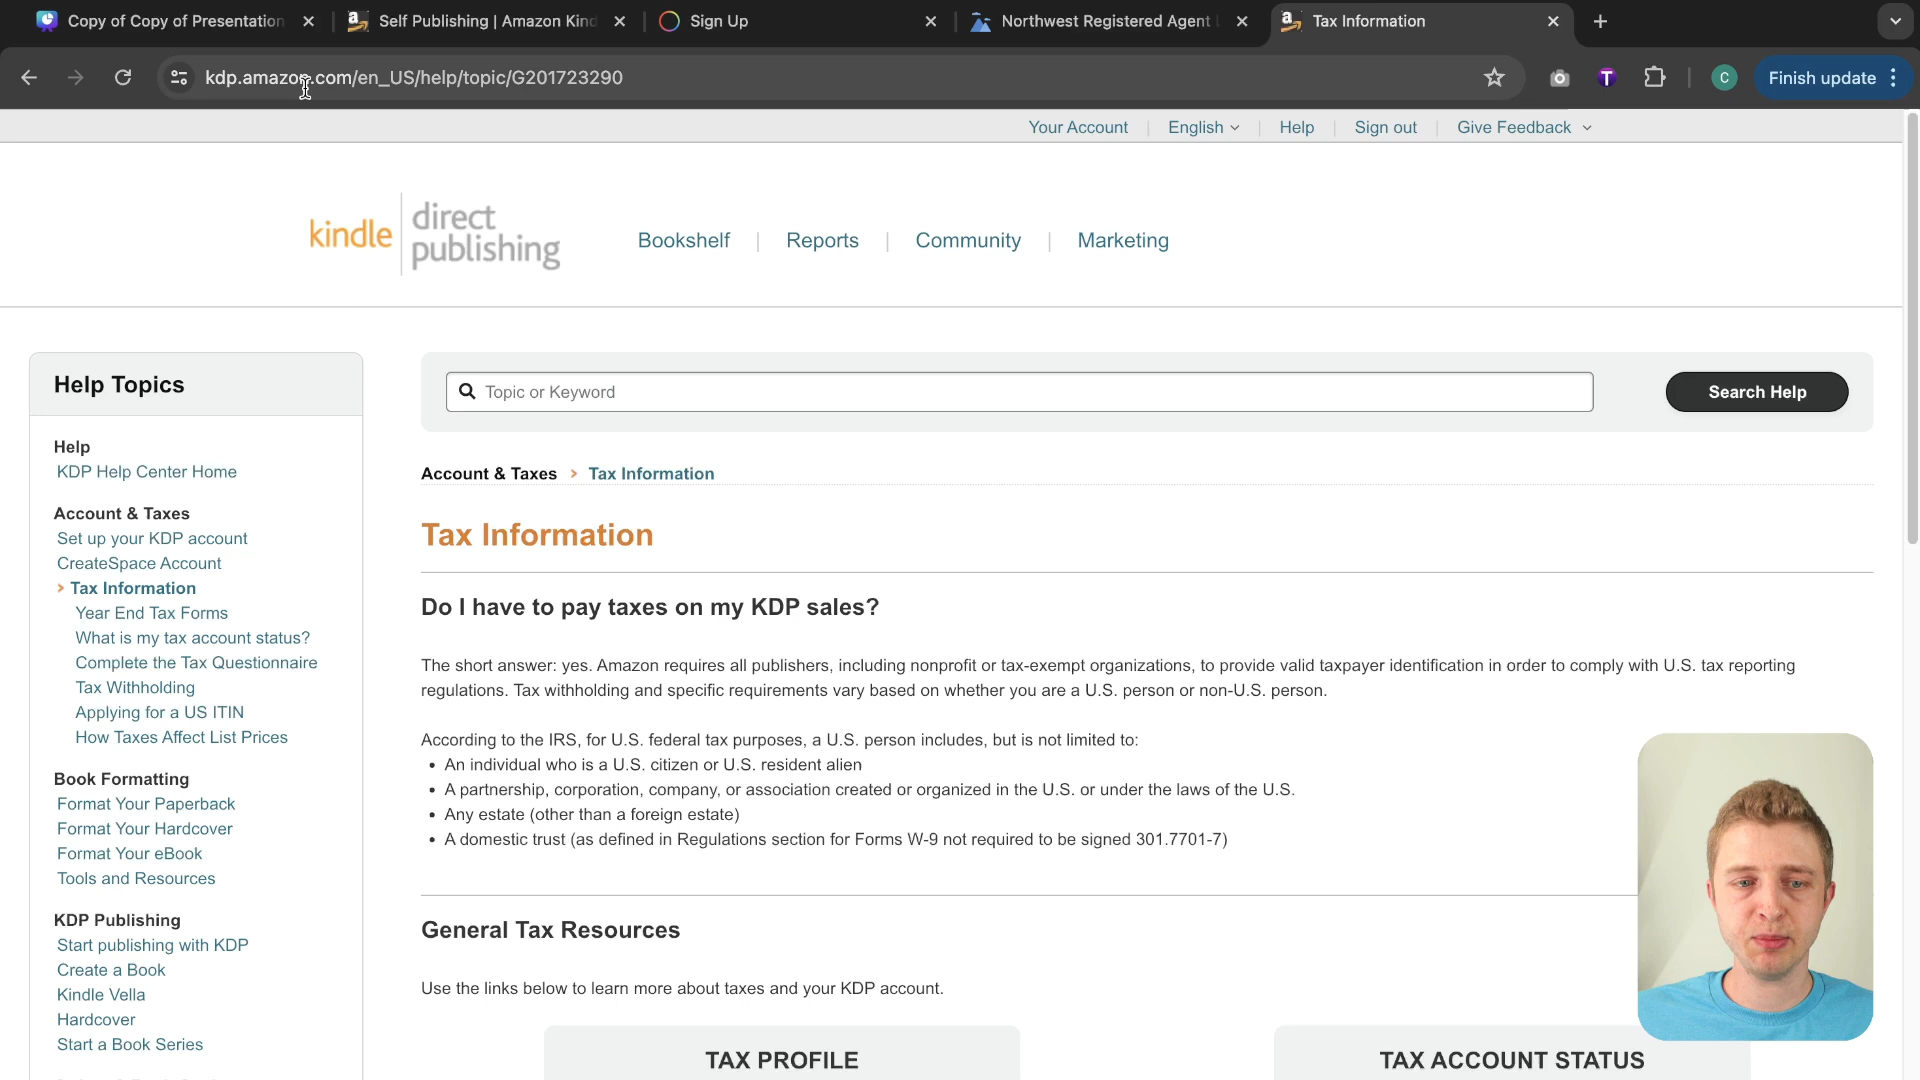 Copy of Copy of Presentation
Self Publishing | Amazon Kind
Sign Up
Northwest Registered Agent
Tax Information
kdp.amazon.com/en_US/help/topic/G201723290
T
C
Finish update
Your Account
English
Help
Sign out
Give Feedback
kindle direct publishing
Bookshelf
Reports
Community
Marketing
Help Topics
Help
KDP Help Center Home
Account & Taxes
Set up your KDP account
CreateSpace Account
Tax Information
Year End Tax Forms
What is my tax account status?
Complete the Tax Questionnaire
Tax Withholding
Applying for a US ITIN
How Taxes Affect List Prices
Book Formatting
Format Your Paperback
Format Your Hardcover
Format Your eBook
Tools and Resources
KDP Publishing
Start publishing with KDP
Create a Book
Kindle Vella
Hardcover
Start a Book Series
Topic or Keyword
Search Help
Account & Taxes > Tax Information
Tax Information
Do I have to pay taxes on my KDP sales?
The short answer: yes. Amazon requires all publishers, including nonprofit or tax-exempt organizations, to provide valid taxpayer identification in order to comply with U.S. tax reporting
regulations. Tax withholding and specific requirements vary based on whether you are a U.S. person or non-U.S. person.
According to the IRS, for U.S. federal tax purposes, a U.S. person includes, but is not limited to:
• An individual who is a U.S. citizen or U.S. resident alien
• A partnership, corporation, company, or association created or organized in the U.S. or under the laws of the U.S.
• Any estate (other than a foreign estate)
• A domestic trust (as defined in Regulations section for Forms W-9 not required to be signed 301.7701-7)
General Tax Resources
Use the links below to learn more about taxes and your KDP account.
TAX PROFILE
TAX ACCOUNT STATUS